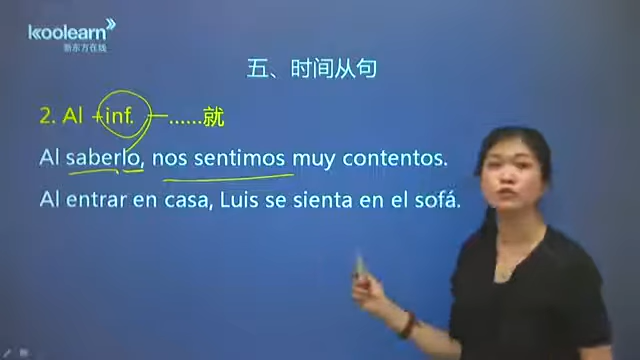 koolearn
新东方在线
五、时间从句
2. Al +inf. 一……就
Al saberlo, nos sentimos muy contentos.
Al entrar en casa, Luis se sienta en el sofá.